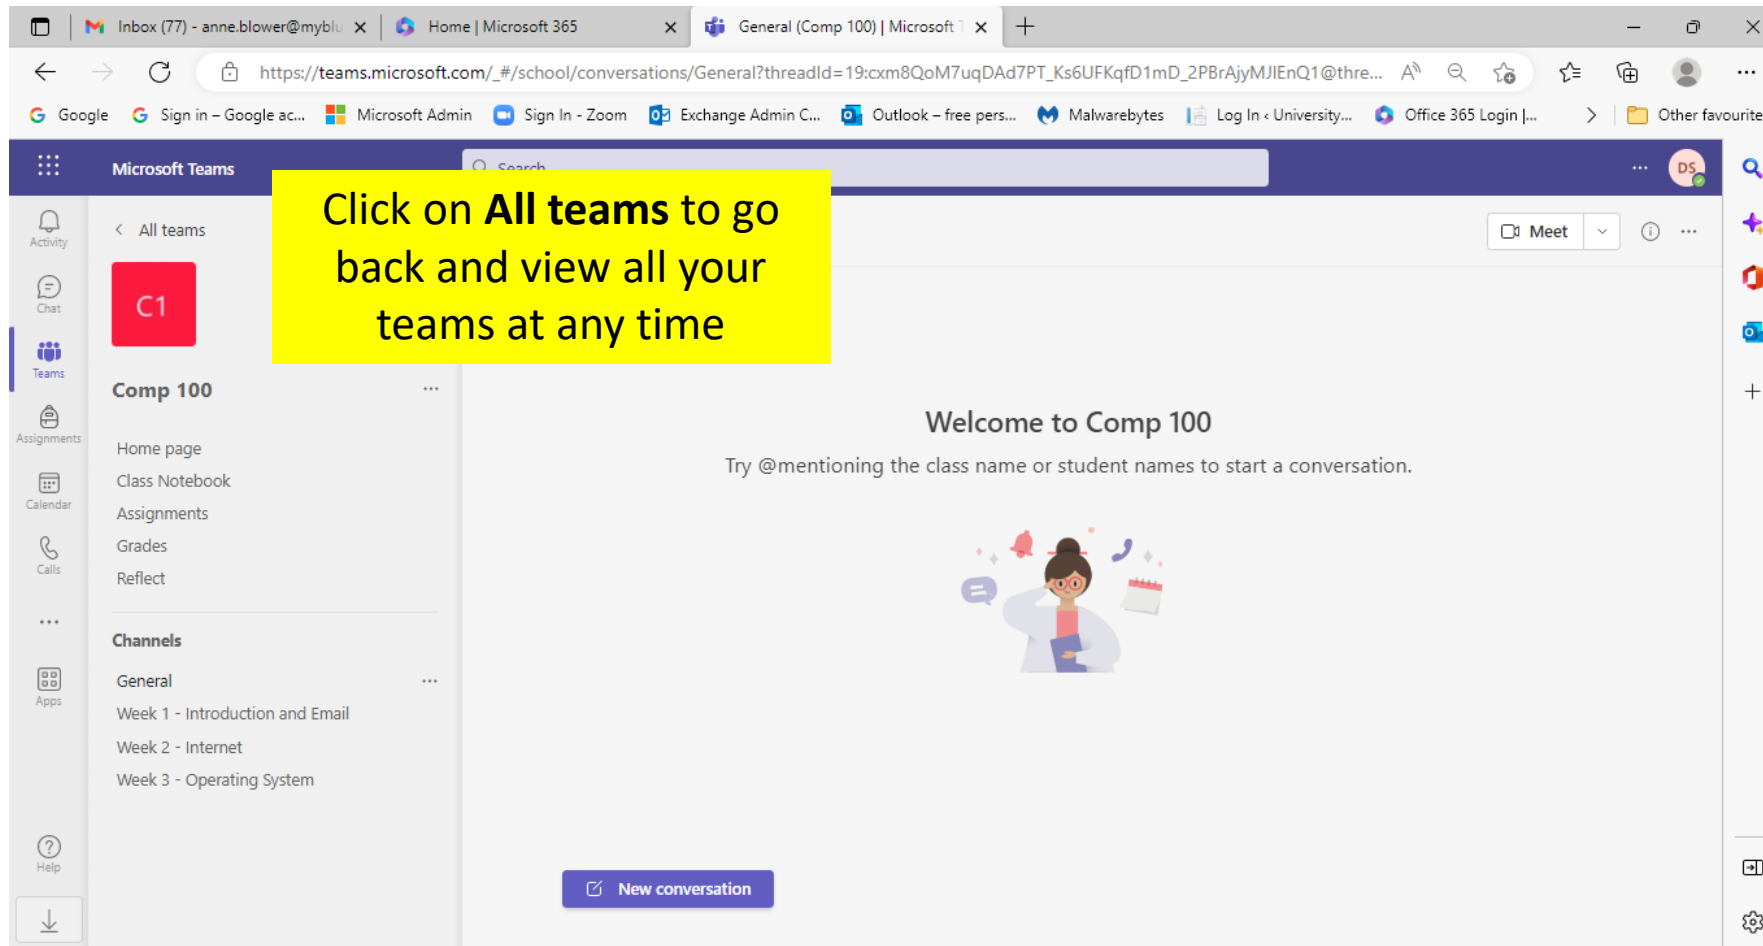 Inbox (77) - anne.blower@myblu
Home | Microsoft 365
General (Comp 100) | Microsoft T
https://teams.microsoft.com/_#/school/conversations/General?threadId=19:cxm8QoM7uqDAd7PT_Ks6UFKqfD1mD_2PBrAjyMJIEnQ1@thre...
Google
Sign in – Google ac...
Microsoft Admin
Sign In - Zoom
Exchange Admin C...
Outlook – free pers...
Malwarebytes
Log In ‹ University...
Office 365 Login |...
Other favourite
Microsoft Teams
Search
DS
Click on All teams to go
back and view all your
teams at any time
Activity
Chat
Teams
Assignments
Calendar
Calls
Apps
Help
All teams
C1
Comp 100
Home page
Class Notebook
Assignments
Grades
Reflect
Channels
General
Week 1 - Introduction and Email
Week 2 - Internet
Week 3 - Operating System
Meet
Welcome to Comp 100
Try @mentioning the class name or student names to start a conversation.
New conversation